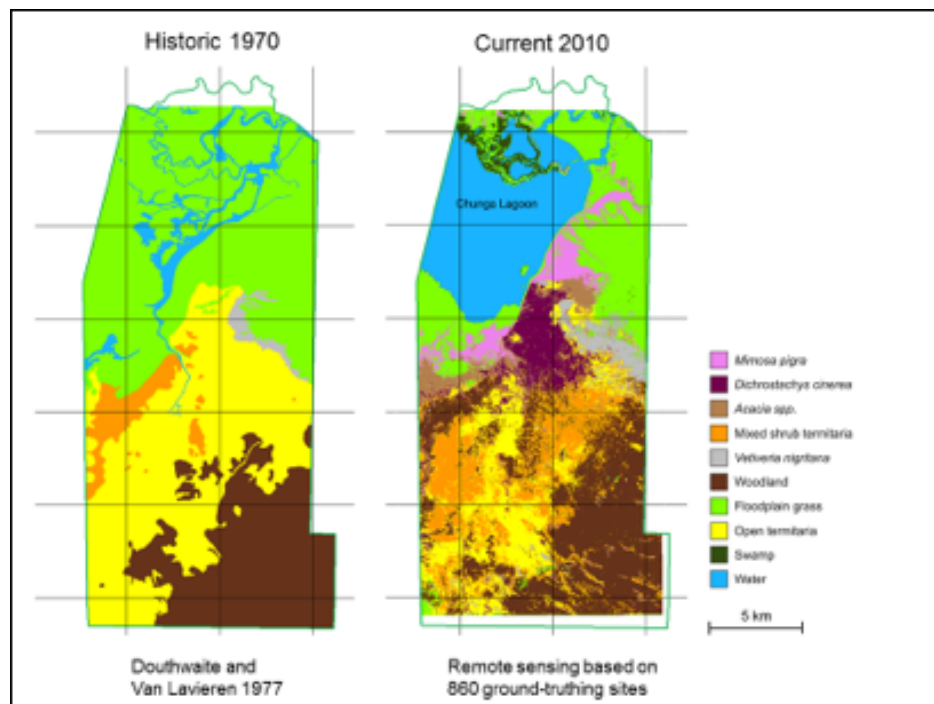 Historic 1970
Current 2010
Chunga Lagoon
Mimosa pigra
Dichrostachys cinerea
Acacia spp.
Mixed shrub termitaria
Vetiveria nigritana
Woodland
Floodplain grass
Open termitaria
Swamp
Water
5 km
Douthwaite and
Van Lavieren 1977
Remote sensing based on
860 ground-truthing sites